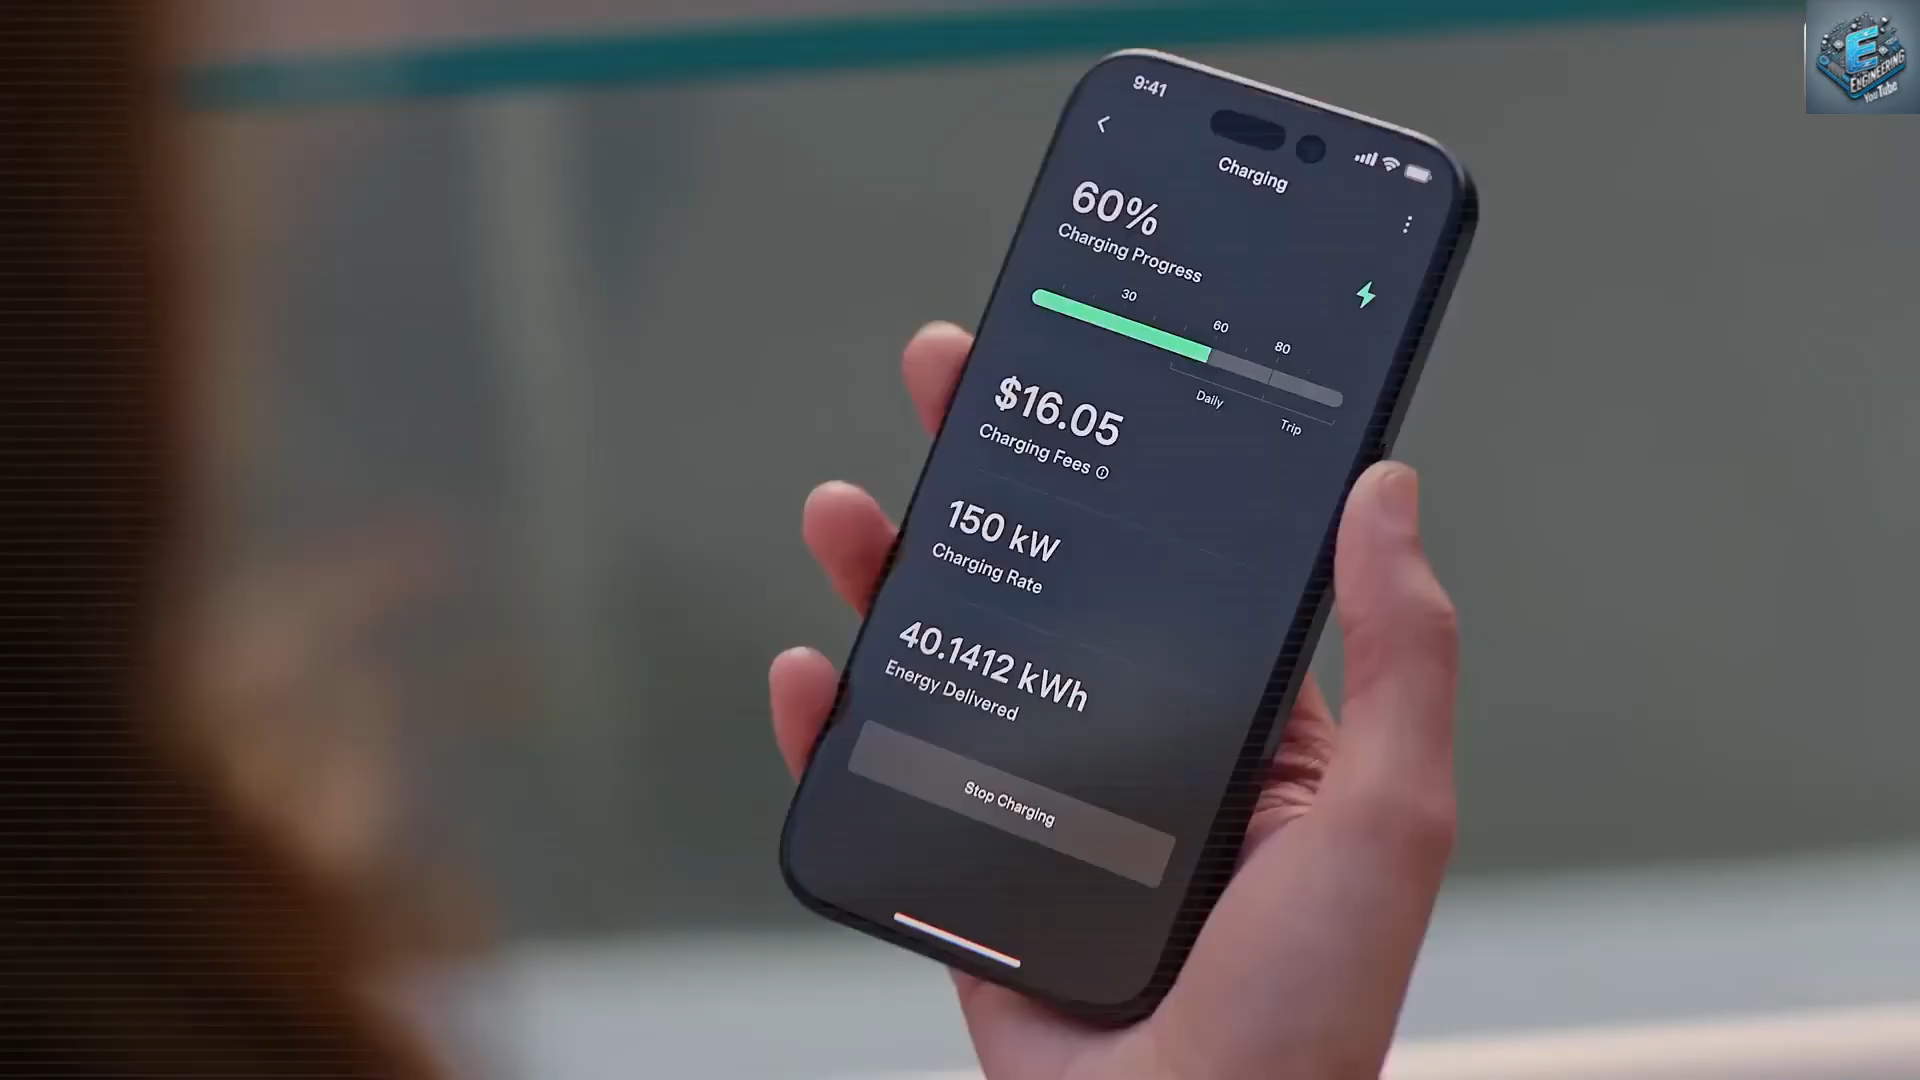 9:41
Charging
60%
Charging Progress
30
60
80
Daily
Trip
$16.05
Charging Fees
150 kW
Charging Rate
40.1412 kWh
Energy Delivered
Stop Charging
E
ENGINEERING
YouTube